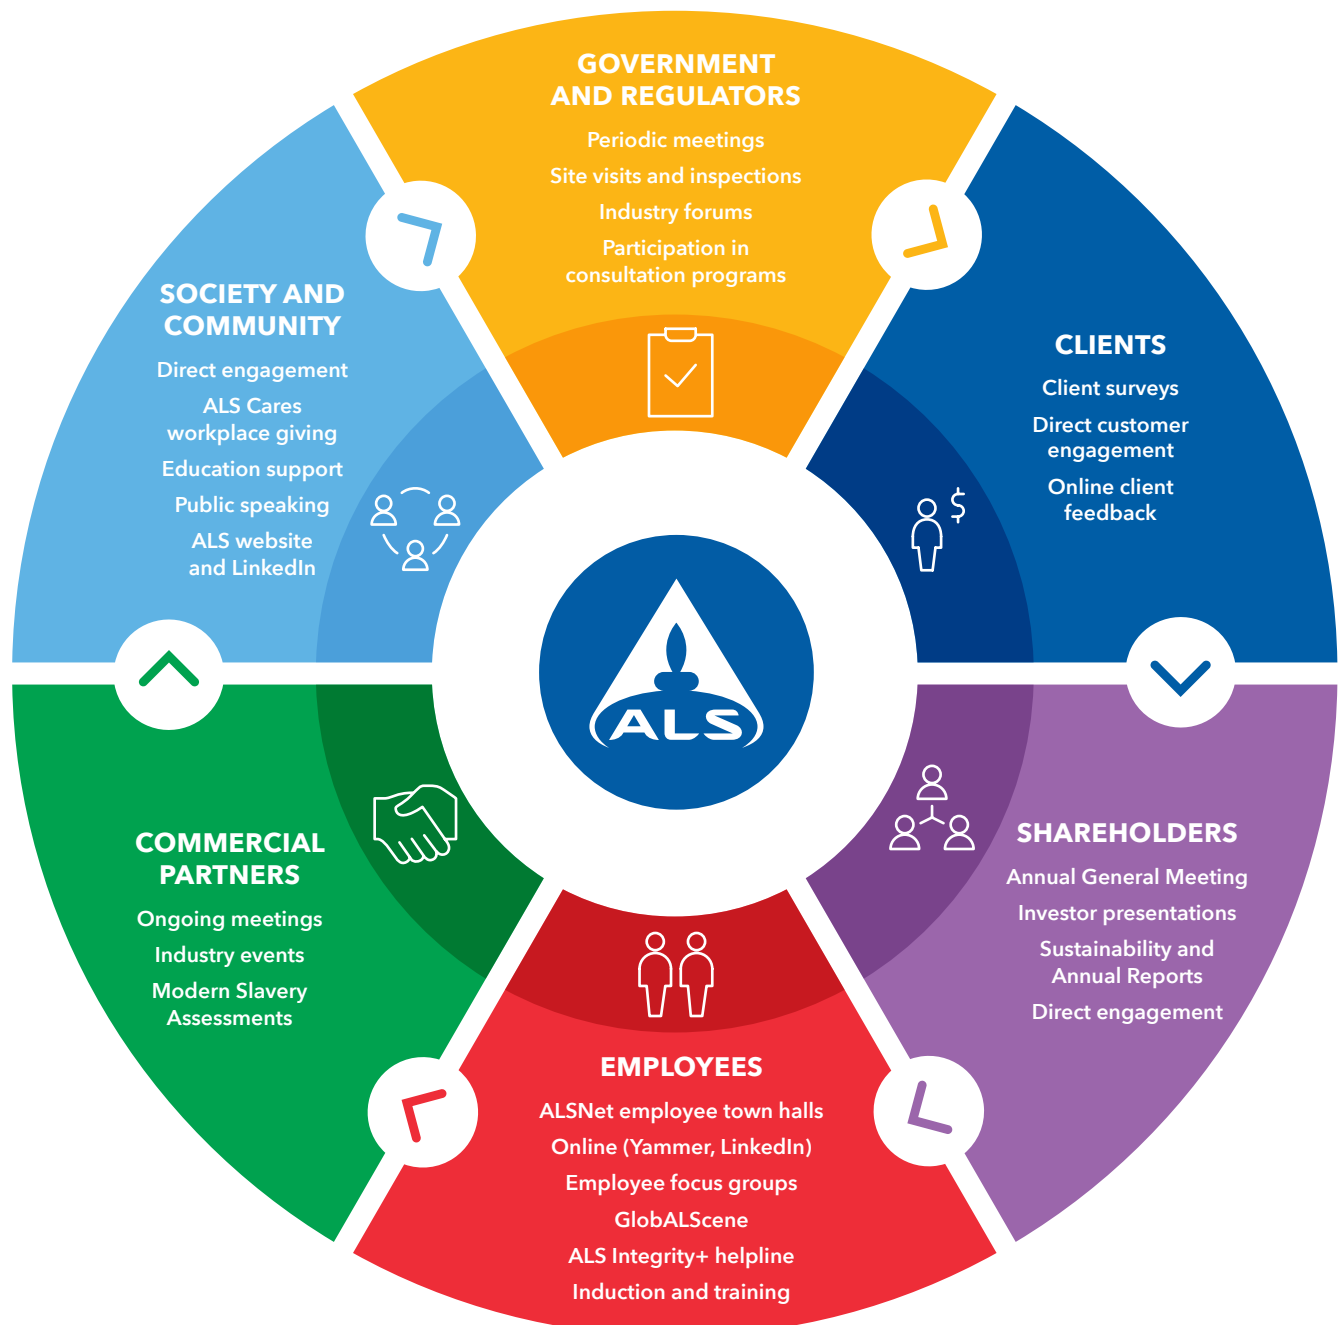 GOVERNMENT
AND REGULATORS
Periodic meetings
Site visits and inspections
Industry forums
Participation in
consultation programs
CLIENTS
Client surveys
Direct customer
engagement
Online client
feedback
SHAREHOLDERS
Annual General Meeting
Investor presentations
Sustainability and
Annual Reports
Direct engagement
EMPLOYEES
ALSNet employee town halls
Online (Yammer, LinkedIn)
Employee focus groups
GlobALScene
ALS Integrity+ helpline
Induction and training
COMMERCIAL
PARTNERS
Ongoing meetings
Industry events
Modern Slavery
Assessments
SOCIETY AND
COMMUNITY
Direct engagement
ALS Cares
workplace giving
Education support
Public speaking
ALS website
and LinkedIn
$
ALS